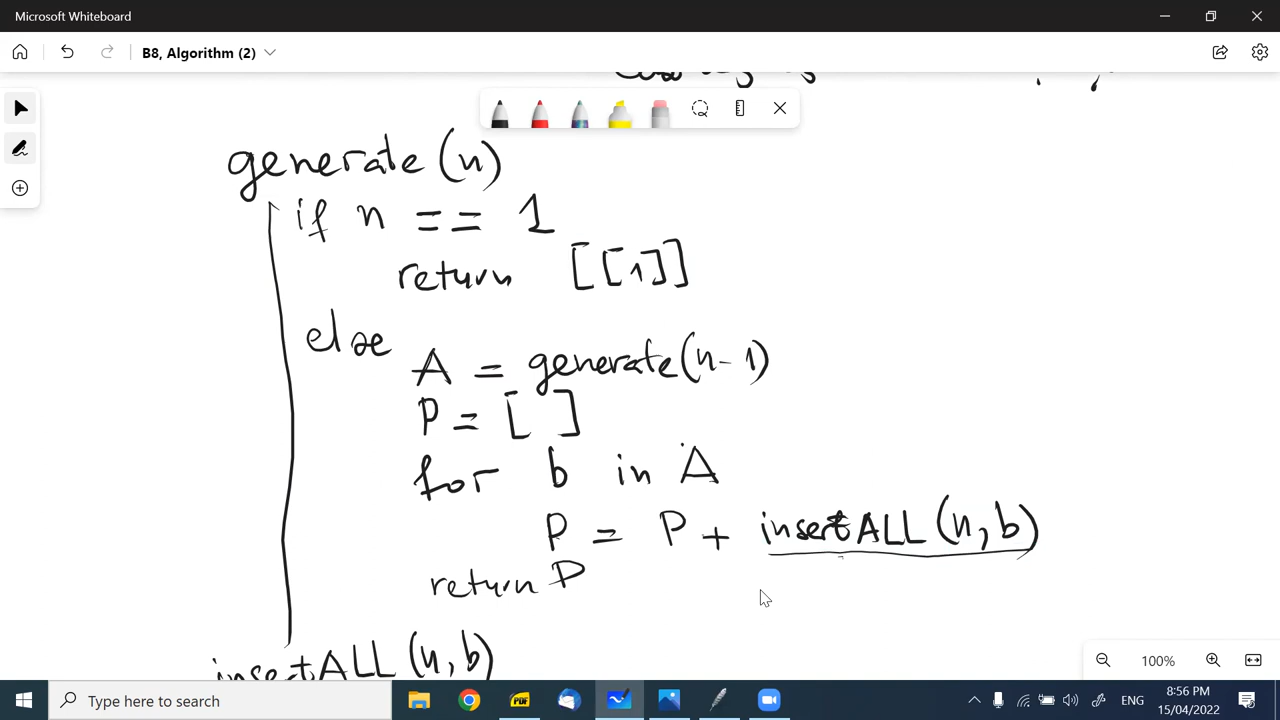 Microsoft Whiteboard
B8, Algorithm (2)
generate(n)
if n == 1
return [[1]]
else
A = generate(n-1)
P = [ ]
for b in A
P = P + insertALL(n, b)
return P
insertALL(n, b)
100%
Type here to search
PDF
ENG
8:56 PM
15/04/2022